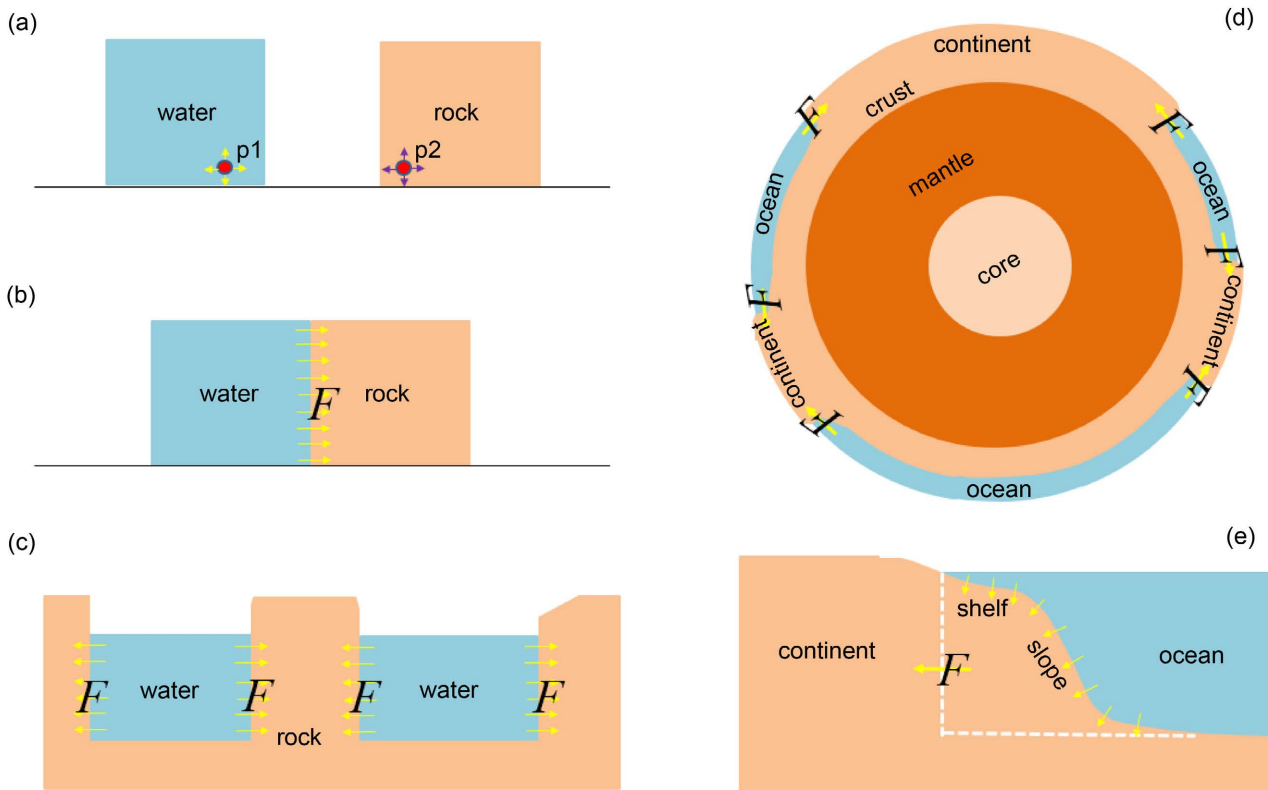 (a)
water
p1
rock
p2
(b)
water
F
rock
(c)
F
water
F
F
water
F
rock
(d)
continent
crust
F
F
mantle
ocean
ocean
core
F
F
continent
continent
F
F
ocean
(e)
shelf
continent
F
slope
ocean